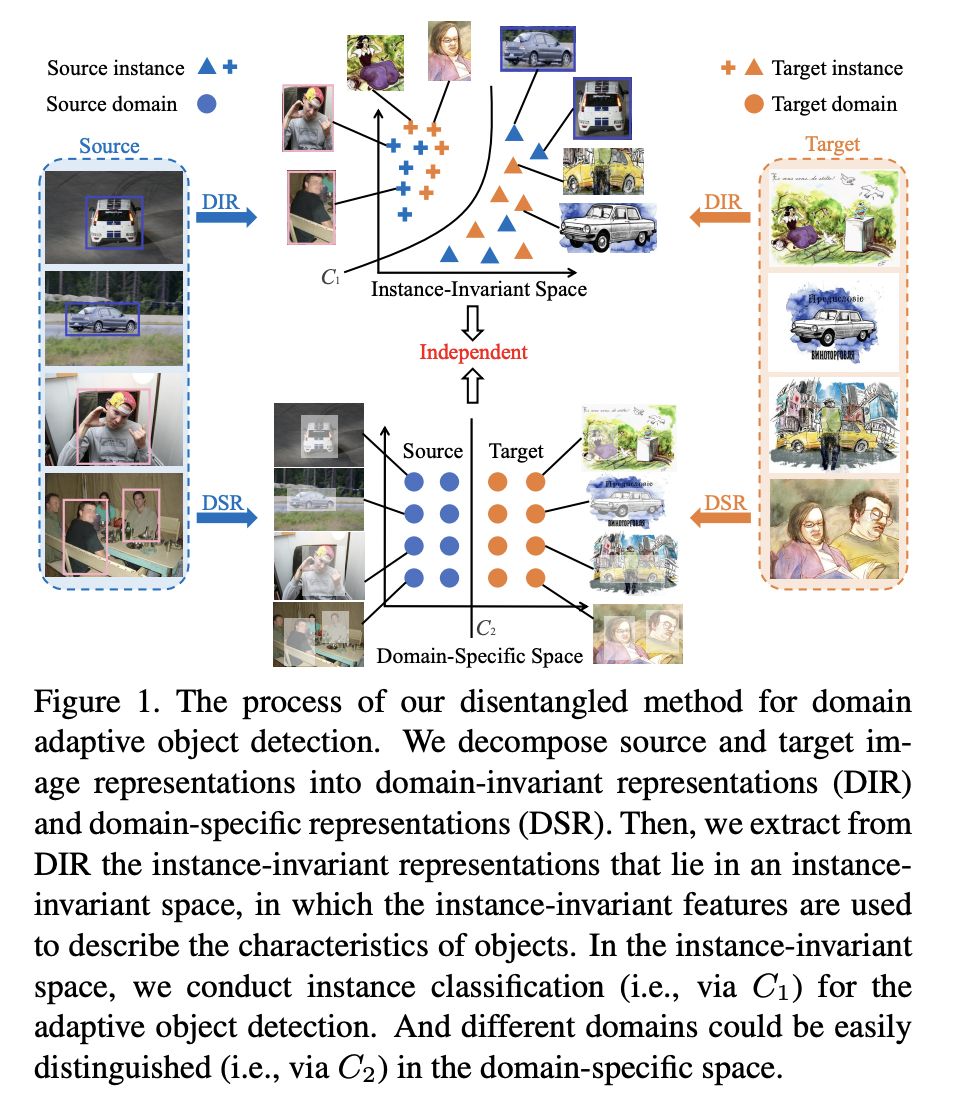 Source instance
Source domain
Target instance
Target domain
Source
Target
DIR
DIR
C1
Instance-Invariant Space
Independent
Source
Target
DSR
DSR
C2
Domain-Specific Space
Figure 1. The process of our disentangled method for domain
adaptive object detection. We decompose source and target im-
age representations into domain-invariant representations (DIR)
and domain-specific representations (DSR). Then, we extract from
DIR the instance-invariant representations that lie in an instance-
invariant space, in which the instance-invariant features are used
to describe the characteristics of objects. In the instance-invariant
space, we conduct instance classification (i.e., via C1) for the
adaptive object detection. And different domains could be easily
distinguished (i.e., via C2) in the domain-specific space.